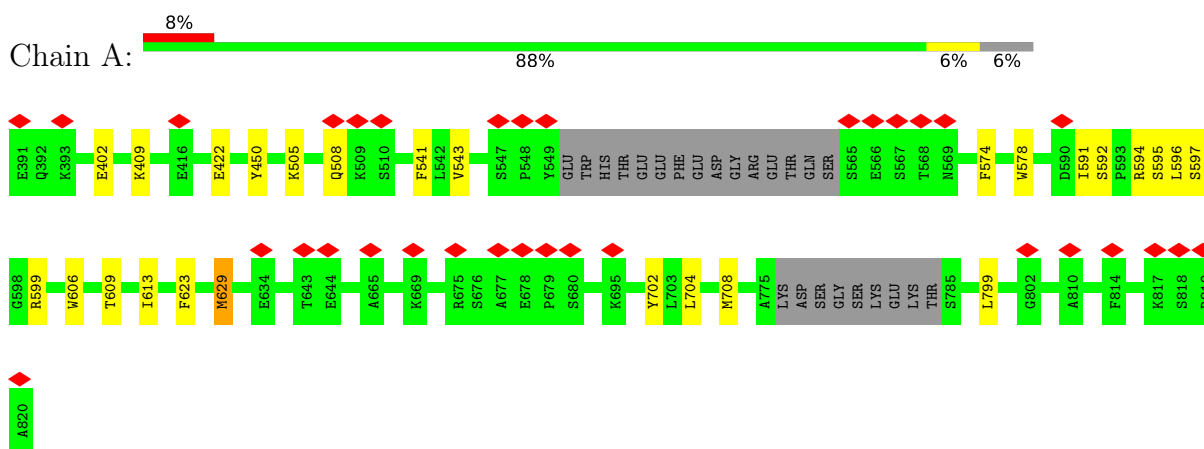 8%
Chain A:
88% 6% 6%
E391 Q392 K393 E402 K409 E416 E422 Y450 K505 Q508 K509 S510 F541 L542 V543 S547 P548 Y549 GLU TRP HIS THR GLU GLU PHE GLU ASP GLY ARG GLU THR GLN SER S565 E566 S567 T568 N569 F574 W578 D590 I591 S592 P593 R594 S595 L596 S597
G598 R599 W606 T609 I613 F623 M629 E634 T643 E644 A665 K669 R675 S676 A677 E678 P679 S680 K695 Y702 L703 L704 M708 A775 LYS ASP SER GLY SER LYS GLU LYS THR S785 L799 G802 A810 F814 K817 S818
A820